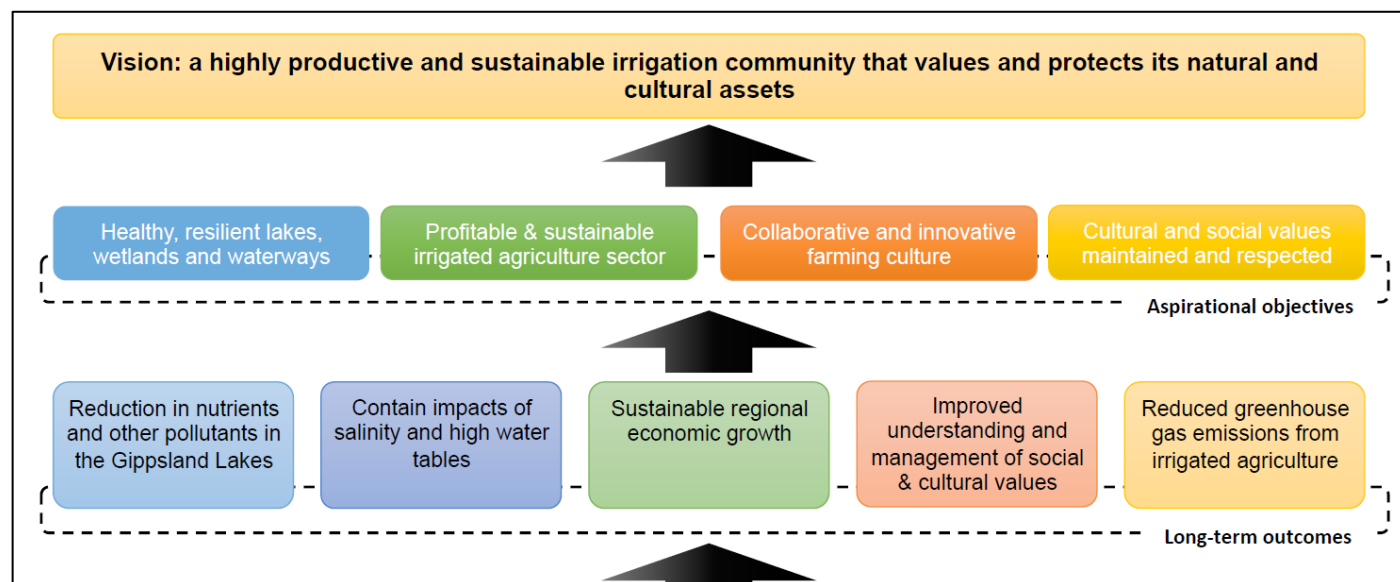 Vision: a highly productive and sustainable irrigation community that values and protects its natural and
cultural assets
Healthy, resilient lakes,
wetlands and waterways
Profitable & sustainable
irrigated agriculture sector
Collaborative and innovative
farming culture
Cultural and social values
maintained and respected
Aspirational objectives
Reduction in nutrients
and other pollutants in
the Gippsland Lakes
Contain impacts of
salinity and high water
tables
Sustainable regional
economic growth
Improved
understanding and
management of social
& cultural values
Reduced greenhouse
gas emissions from
irrigated agriculture
Long-term outcomes